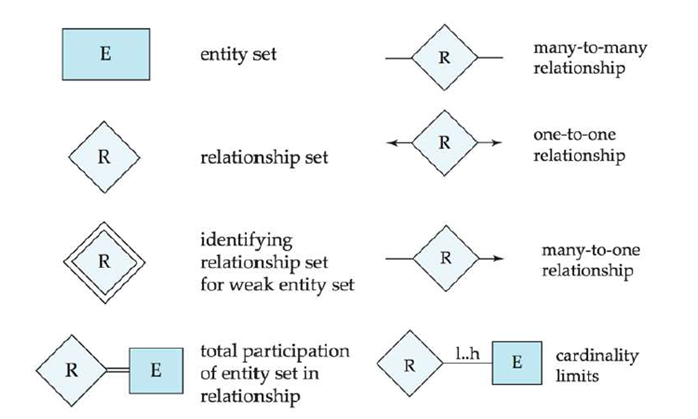 E
entity set
R
many-to-many
relationship
R
relationship set
R
one-to-one
relationship
R
identifying
relationship set
for weak entity set
R
many-to-one
relationship
R
E
total participation
of entity set in
relationship
R
l..h
E
cardinality
limits